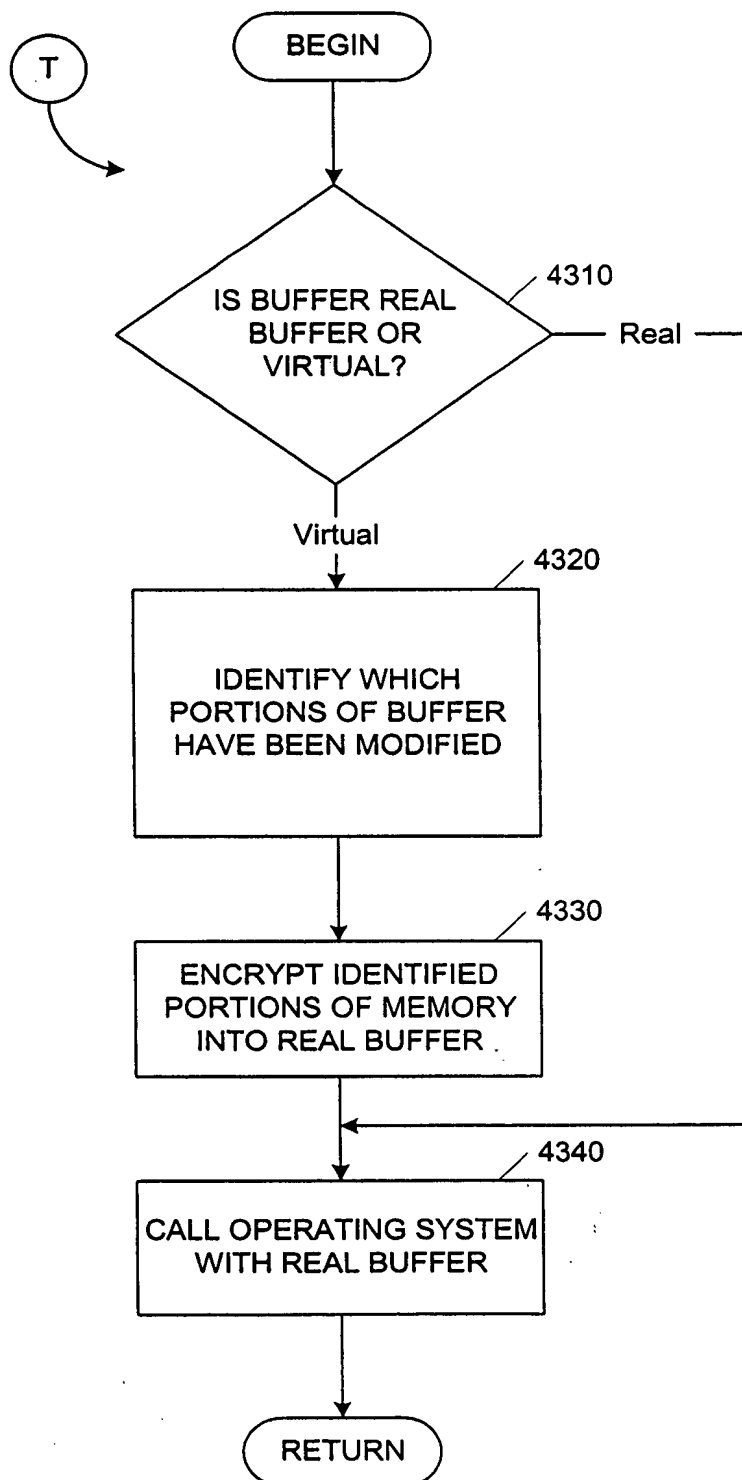 T
BEGIN
4310
IS BUFFER REAL
BUFFER OR
VIRTUAL?
Real
Virtual
4320
IDENTIFY WHICH
PORTIONS OF BUFFER
HAVE BEEN MODIFIED
4330
ENCRYPT IDENTIFIED
PORTIONS OF MEMORY
INTO REAL BUFFER
4340
CALL OPERATING SYSTEM
WITH REAL BUFFER
RETURN